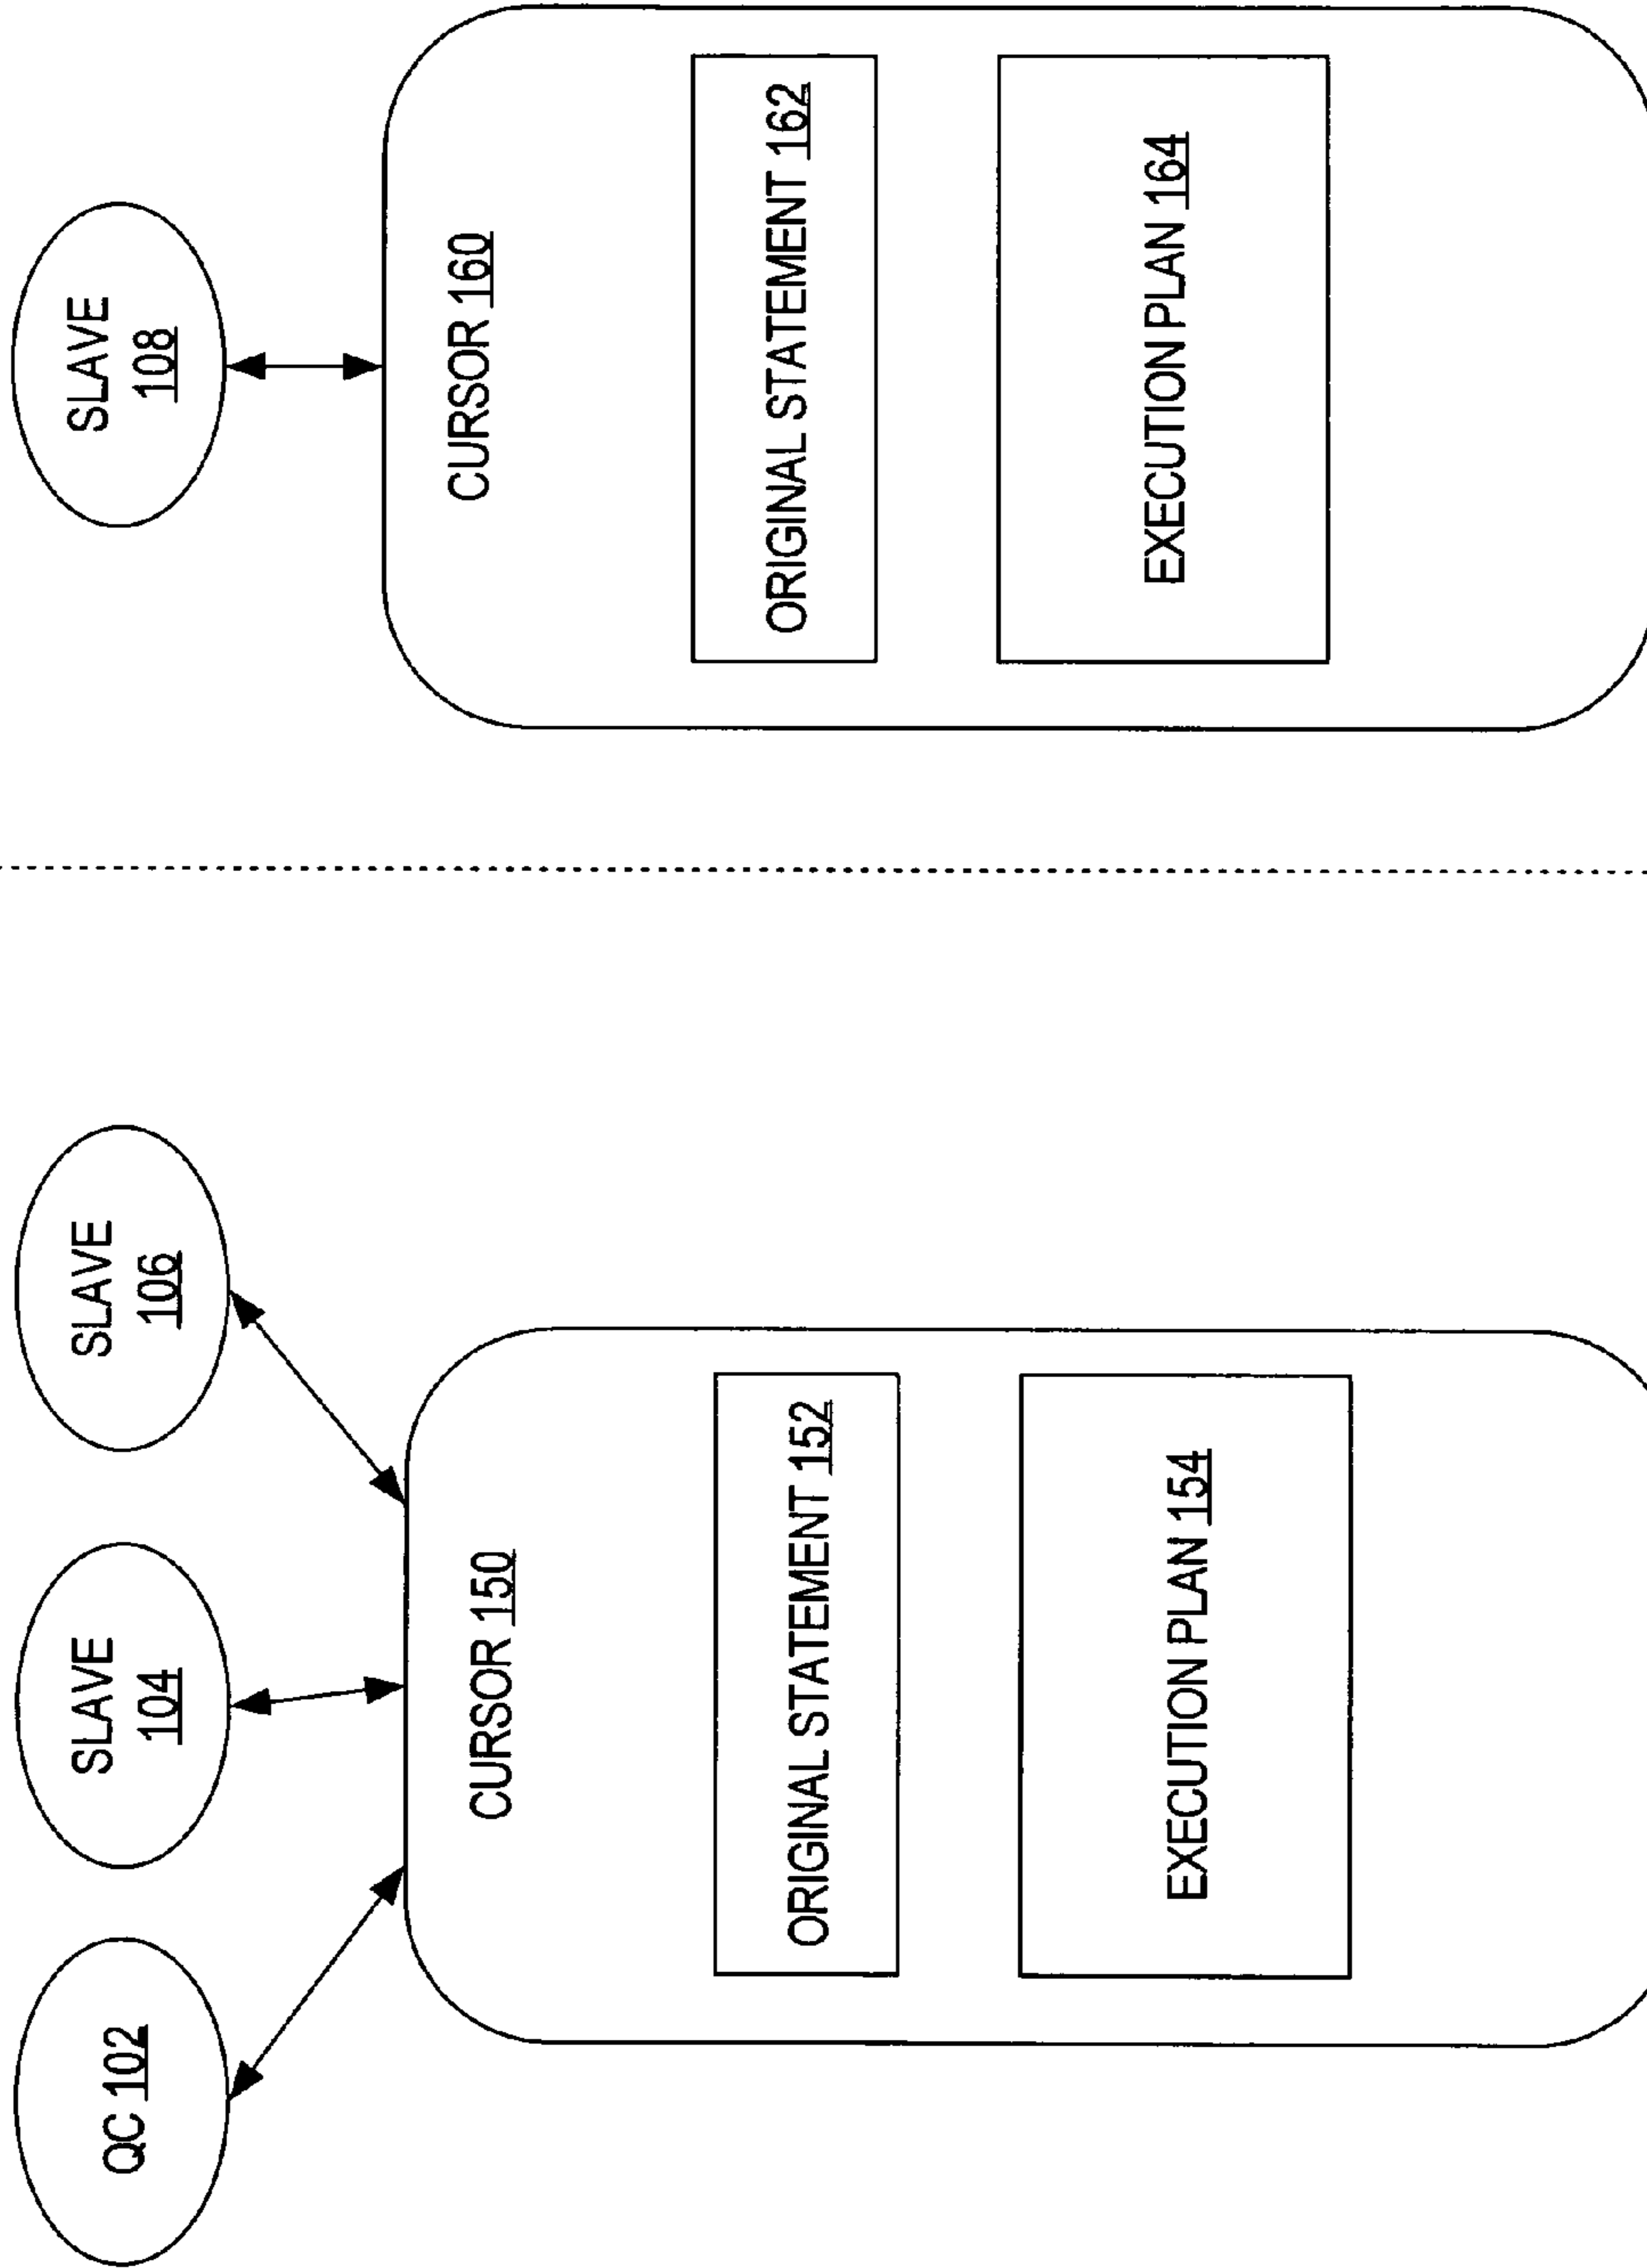 QC 102
SLAVE
104
SLAVE
106
SLAVE
108
CURSOR 150
ORIGINAL STATEMENT 152
EXECUTION PLAN 154
CURSOR 160
ORIGINAL STATEMENT 162
EXECUTION PLAN 164